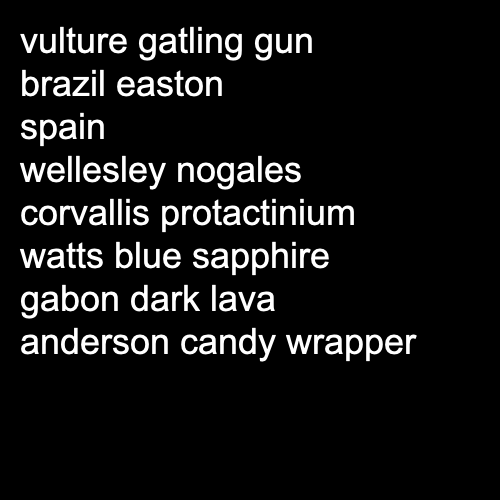 vulture gatling gun
brazil easton
spain
wellesley nogales
corvallis protactinium
watts blue sapphire
gabon dark lava
anderson candy wrapper